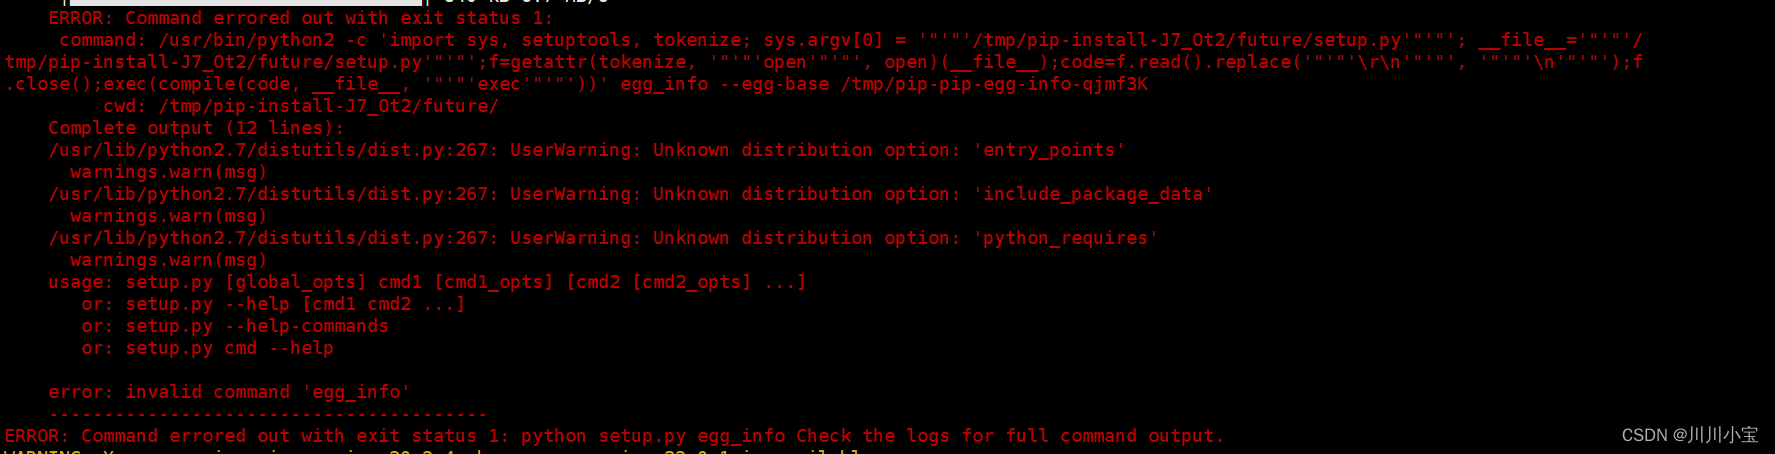 ERROR: Command errored out with exit status 1:
command: /usr/bin/python2 -c 'import sys, setuptools, tokenize; sys.argv[0] = '"'"'/tmp/pip-install-J7_Ot2/future/setup.py'"'"'; __file__='"'"'/
tmp/pip-install-J7_Ot2/future/setup.py'"'"';f=getattr(tokenize, '"'"'open'"'"', open)(__file__);code=f.read().replace('"'"'\r\n'"'"', '"'"'\n'"'"');f
.close();exec(compile(code, __file__, '"'"'exec'"'"'))' egg_info --egg-base /tmp/pip-pip-egg-info-qjmf3K
cwd: /tmp/pip-install-J7_Ot2/future/
Complete output (12 lines):
/usr/lib/python2.7/distutils/dist.py:267: UserWarning: Unknown distribution option: 'entry_points'
warnings.warn(msg)
/usr/lib/python2.7/distutils/dist.py:267: UserWarning: Unknown distribution option: 'include_package_data'
warnings.warn(msg)
/usr/lib/python2.7/distutils/dist.py:267: UserWarning: Unknown distribution option: 'python_requires'
warnings.warn(msg)
usage: setup.py [global_opts] cmd1 [cmd1_opts] [cmd2 [cmd2_opts] ...]
or: setup.py --help [cmd1 cmd2 ...]
or: setup.py --help-commands
or: setup.py cmd --help
error: invalid command 'egg_info'
----------------------------------------
ERROR: Command errored out with exit status 1: python setup.py egg_info Check the logs for full command output.
CSDN @川川小宝